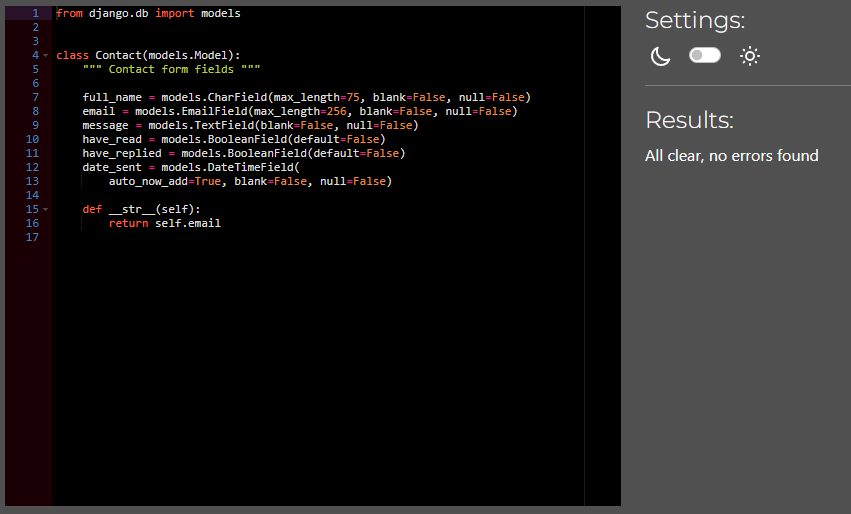 1 from django.db import models
2
3
4 class Contact(models.Model):
5     """ Contact form fields """
6
7     full_name = models.CharField(max_length=75, blank=False, null=False)
8     email = models.EmailField(max_length=256, blank=False, null=False)
9     message = models.TextField(blank=False, null=False)
10     have_read = models.BooleanField(default=False)
11     have_replied = models.BooleanField(default=False)
12     date_sent = models.DateTimeField(
13         auto_now_add=True, blank=False, null=False)
14
15     def __str__(self):
16         return self.email
17
Settings:
Results:
All clear, no errors found